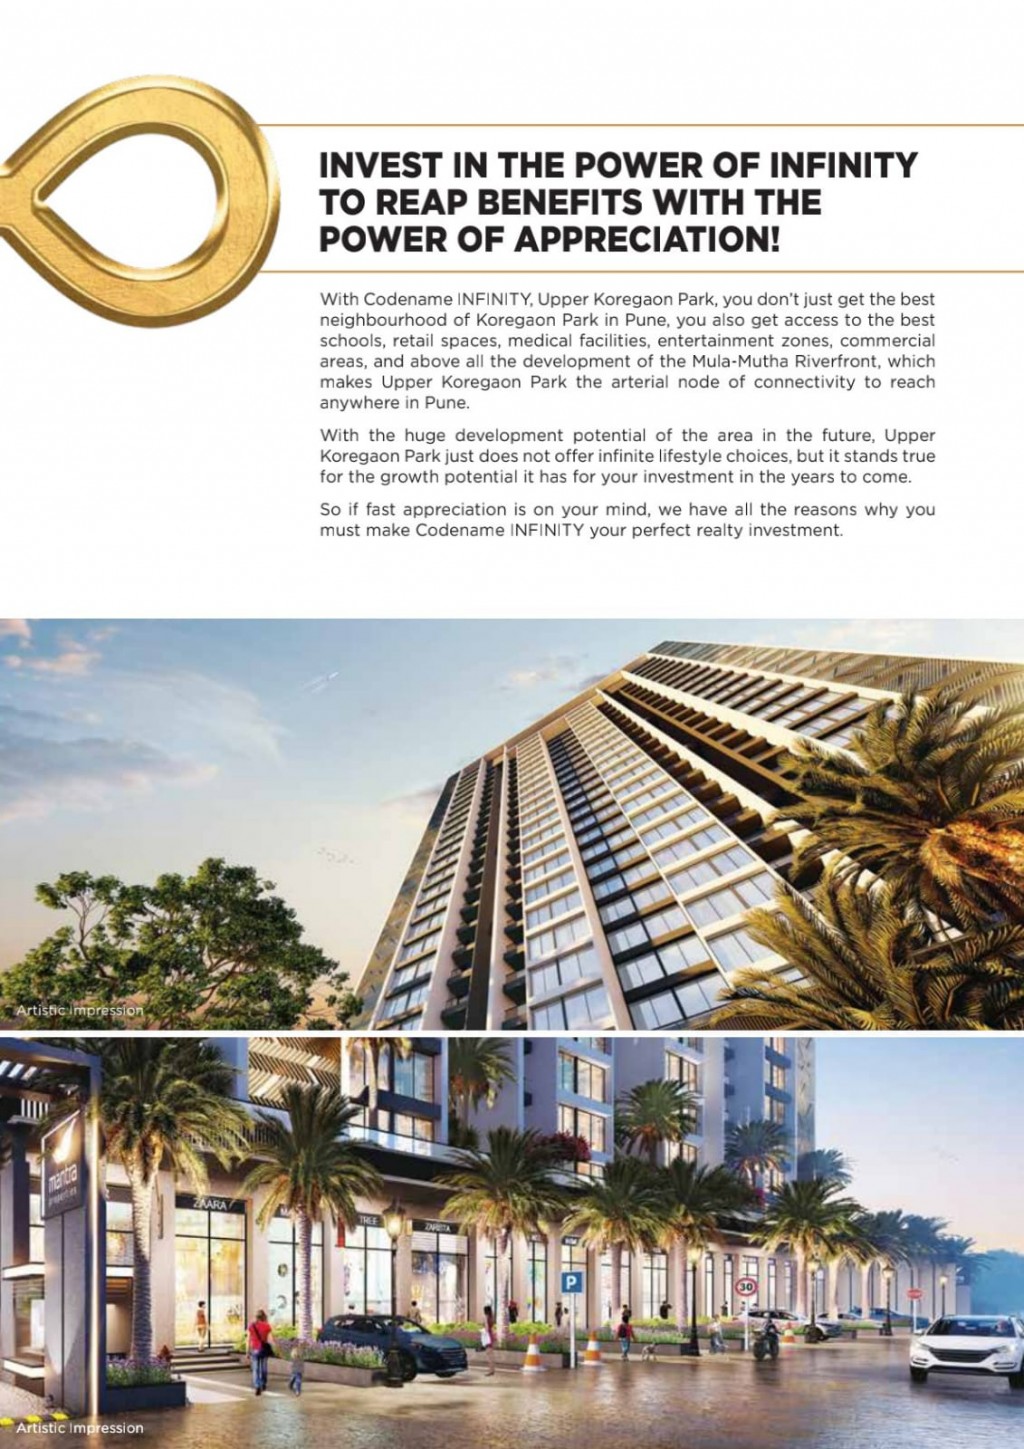 INVEST IN THE POWER OF INFINITY
TO REAP BENEFITS WITH THE
POWER OF APPRECIATION!
With Codename INFINITY, Upper Koregaon Park, you don't just get the best
neighbourhood of Koregaon Park in Pune, you also get access to the best
schools, retail spaces, medical facilities, entertainment zones, commercial
areas, and above all the development of the Mula-Mutha Riverfront, which
makes Upper Koregaon Park the arterial node of connectivity to reach
anywhere in Pune.
With the huge development potential of the area in the future, Upper
Koregaon Park just does not offer infinite lifestyle choices, but it stands true
for the growth potential it has for your investment in the years to come.
So if fast appreciation is on your mind, we have all the reasons why you
must make Codename INFINITY your perfect realty investment.
Artistic Impression
mantra
properties
ZAARA
TREE
ZARISTA
P
30
Artistic Impression